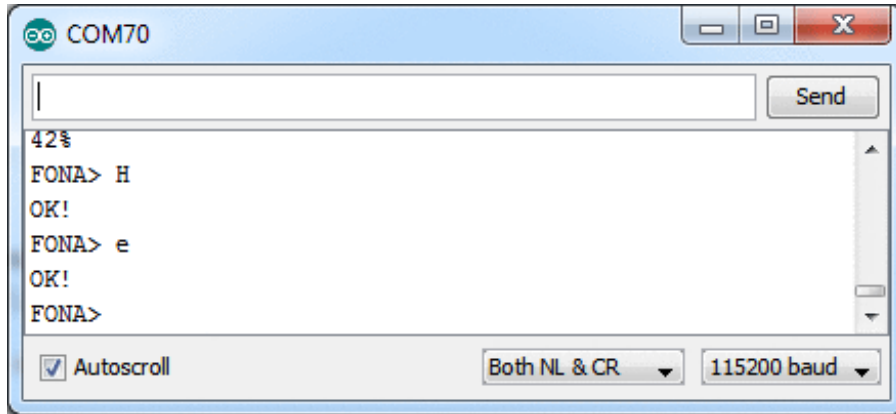 COM70
Send
42%
FONA> H
OK!
FONA> e
OK!
FONA>
Autoscroll
Both NL & CR
115200 baud